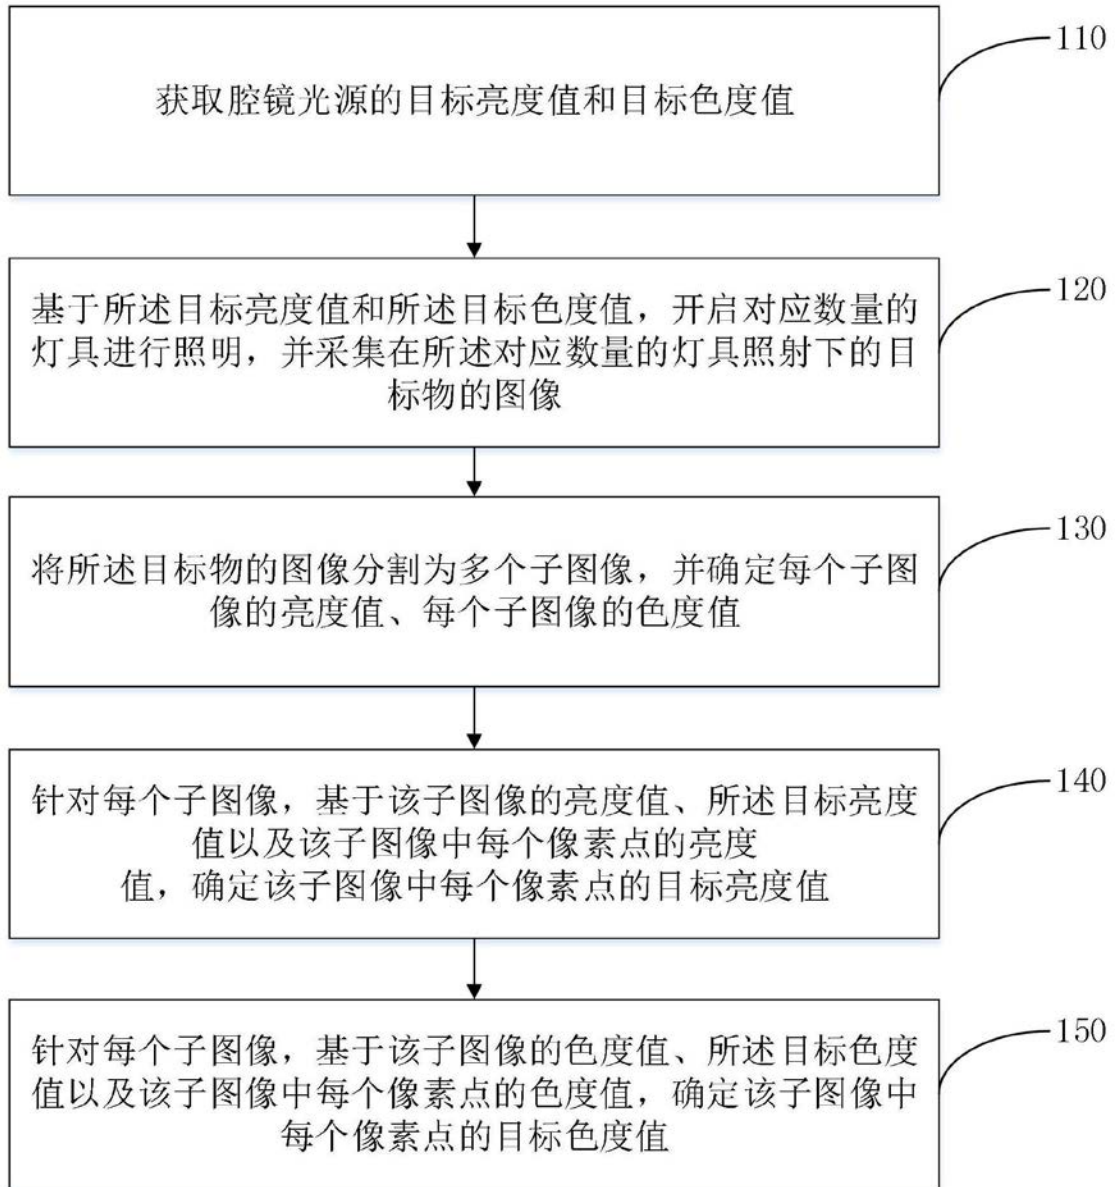 110
获取腔镜光源的目标亮度值和目标色度值
120
基于所述目标亮度值和所述目标色度值，开启对应数量的
灯具进行照明，并采集在所述对应数量的灯具照射下的目
标物的图像
130
将所述目标物的图像分割为多个子图像，并确定每个子图
像的亮度值、每个子图像的色度值
140
针对每个子图像，基于该子图像的亮度值、所述目标亮度
值以及该子图像中每个像素点的亮度
值，确定该子图像中每个像素点的目标亮度值
150
针对每个子图像，基于该子图像的色度值、所述目标色度
值以及该子图像中每个像素点的色度值，确定该子图像中
每个像素点的目标色度值